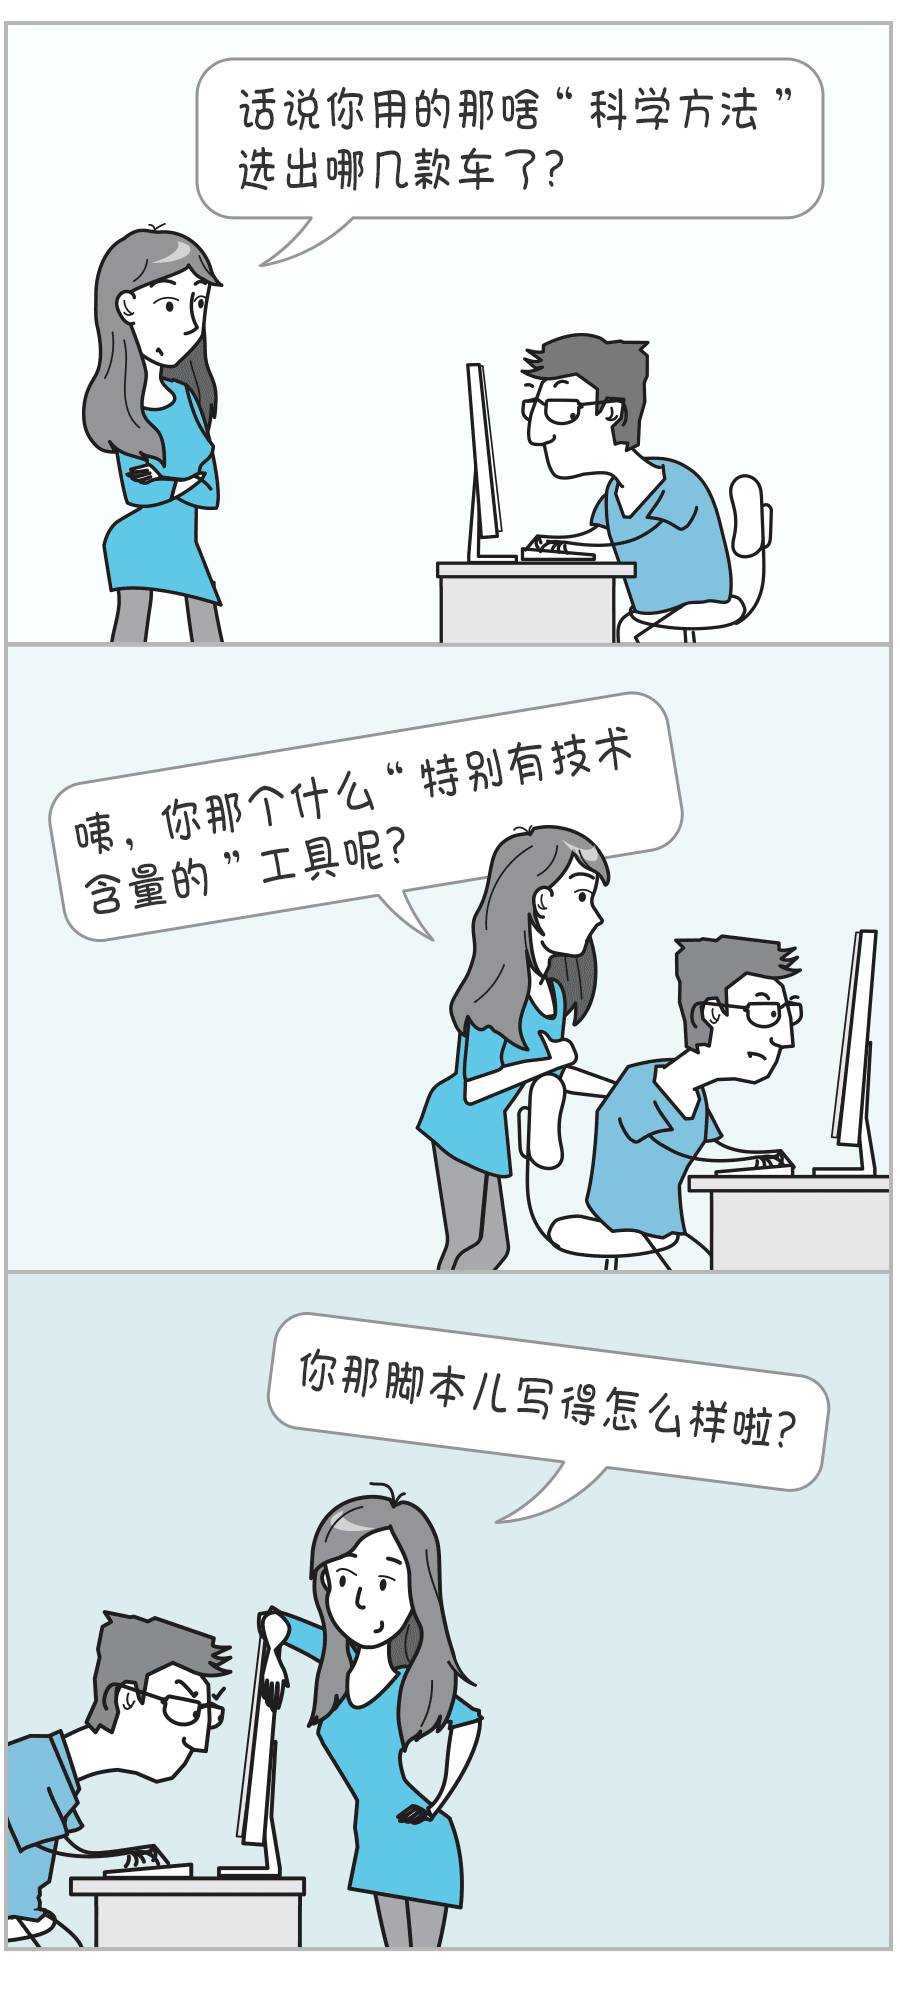 话说你用的那啥“科学方法”
选出哪几款车了？
咦，你那个什么“特别有技术
含量的”工具呢？
你那脚本儿写得怎么样啦？